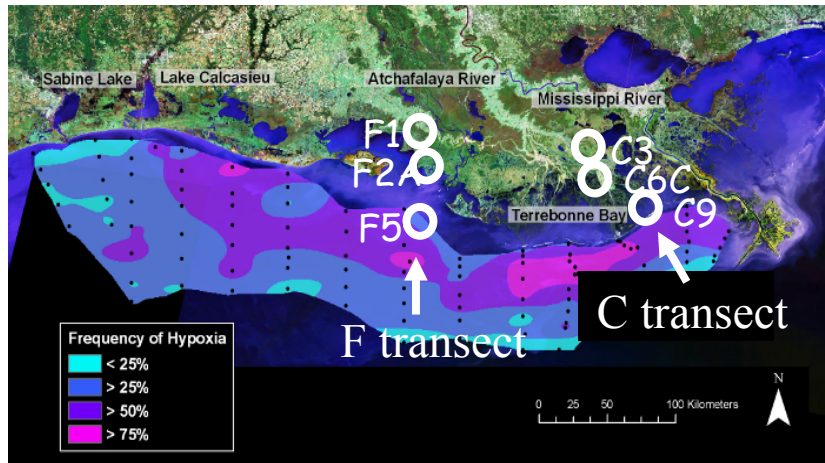 Sabine Lake
Lake Calcasieu
Atchafalaya River
Mississippi River
F1
C3
F2A
C6C
F5
Terrebonne Bay
C9
F transect
C transect
Frequency of Hypoxia
< 25%
> 25%
> 50%
> 75%
N
0 25 50 100 Kilometers